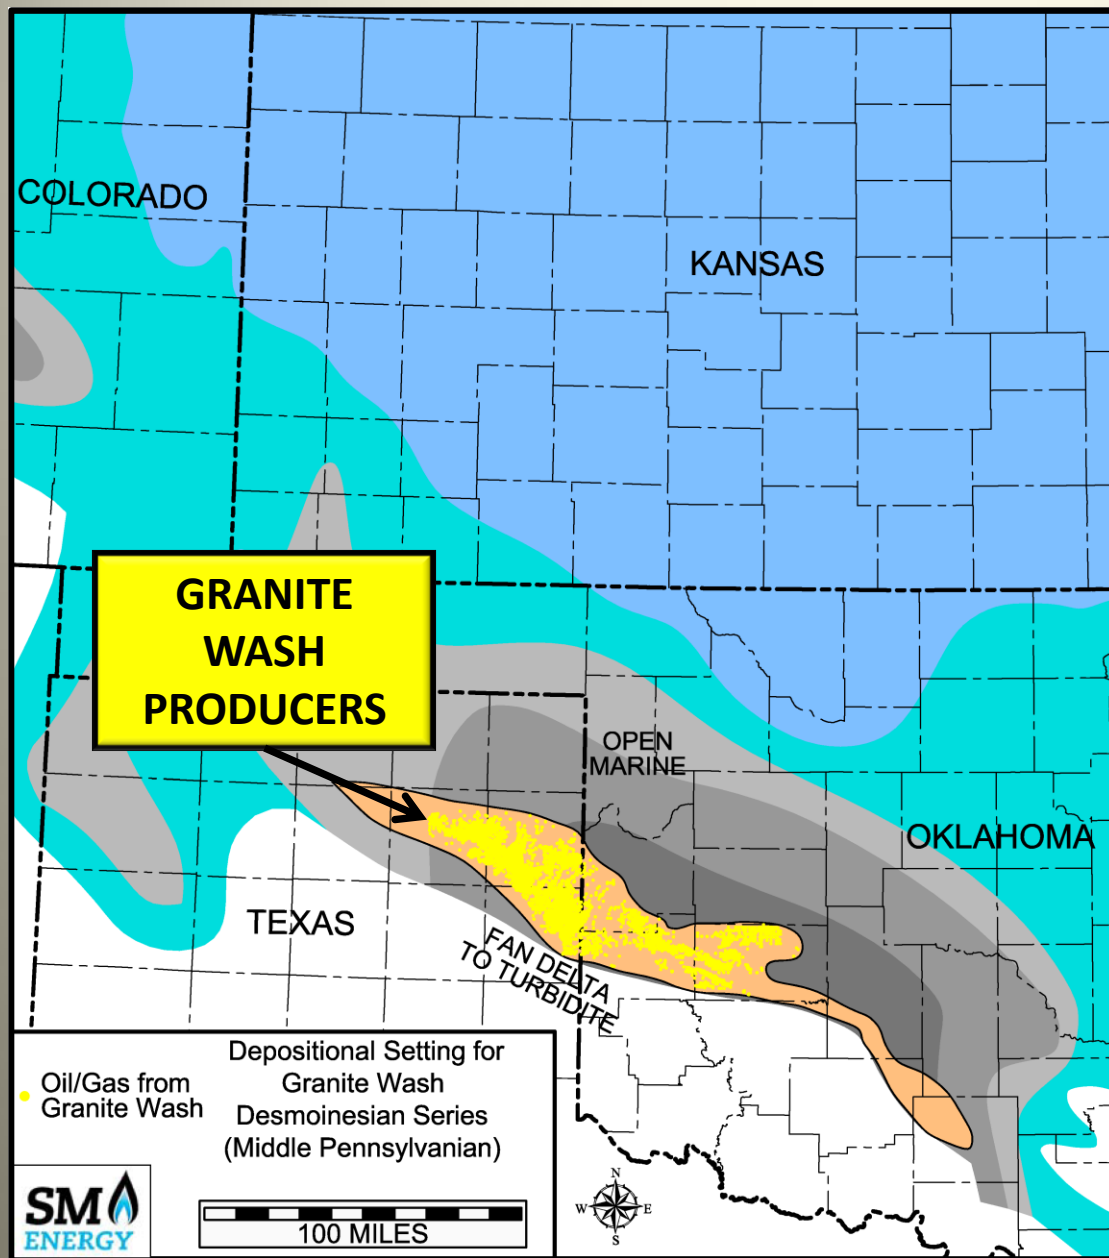 COLORADO
KANSAS
GRANITE
WASH
PRODUCERS
OPEN
MARINE
OKLAHOMA
TEXAS
FAN DELTA
TO TURBIDITE
Oil/Gas from
Granite Wash
Depositional Setting for
Granite Wash
Desmoinesian Series
(Middle Pennsylvanian)
SM
ENERGY
100 MILES
N
W
E
S